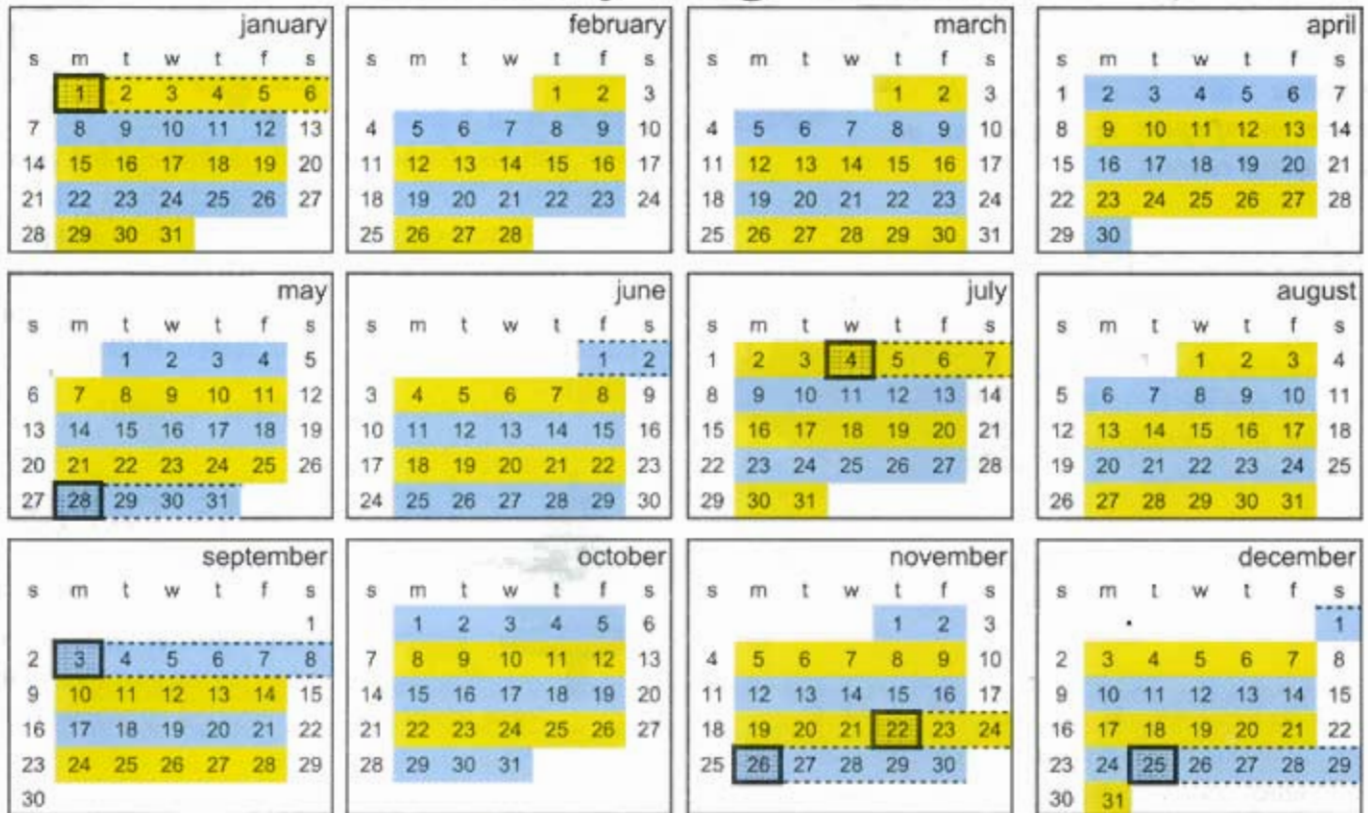 january
s m t w t f s
1 2 3 4 5 6
7 8 9 10 11 12 13
14 15 16 17 18 19 20
21 22 23 24 25 26 27
28 29 30 31
february
s m t w t f s
1 2 3
4 5 6 7 8 9 10
11 12 13 14 15 16 17
18 19 20 21 22 23 24
25 26 27 28
march
s m t w t f s
1 2 3
4 5 6 7 8 9 10
11 12 13 14 15 16 17
18 19 20 21 22 23 24
25 26 27 28 29 30 31
april
s m t w t f s
1 2 3 4 5 6 7
8 9 10 11 12 13 14
15 16 17 18 19 20 21
22 23 24 25 26 27 28
29 30
may
s m t w t f s
1 2 3 4 5
6 7 8 9 10 11 12
13 14 15 16 17 18 19
20 21 22 23 24 25 26
27 28 29 30 31
june
s m t w t f s
1 2
3 4 5 6 7 8 9
10 11 12 13 14 15 16
17 18 19 20 21 22 23
24 25 26 27 28 29 30
july
s m t w t f s
1 2 3 4 5 6 7
8 9 10 11 12 13 14
15 16 17 18 19 20 21
22 23 24 25 26 27 28
29 30 31
august
s m t w t f s
1 2 3 4
5 6 7 8 9 10 11
12 13 14 15 16 17 18
19 20 21 22 23 24 25
26 27 28 29 30 31
september
s m t w t f s
1
2 3 4 5 6 7 8
9 10 11 12 13 14 15
16 17 18 19 20 21 22
23 24 25 26 27 28 29
30
october
s m t w t f s
1 2 3 4 5 6
7 8 9 10 11 12 13
14 15 16 17 18 19 20
21 22 23 24 25 26 27
28 29 30 31
november
s m t w t f s
1 2 3
4 5 6 7 8 9 10
11 12 13 14 15 16 17
18 19 20 21 22 23 24
25 26 27 28 29 30
december
s m t w t f s
1
2 3 4 5 6 7 8
9 10 11 12 13 14 15
16 17 18 19 20 21 22
23 24 25 26 27 28 29
30 31